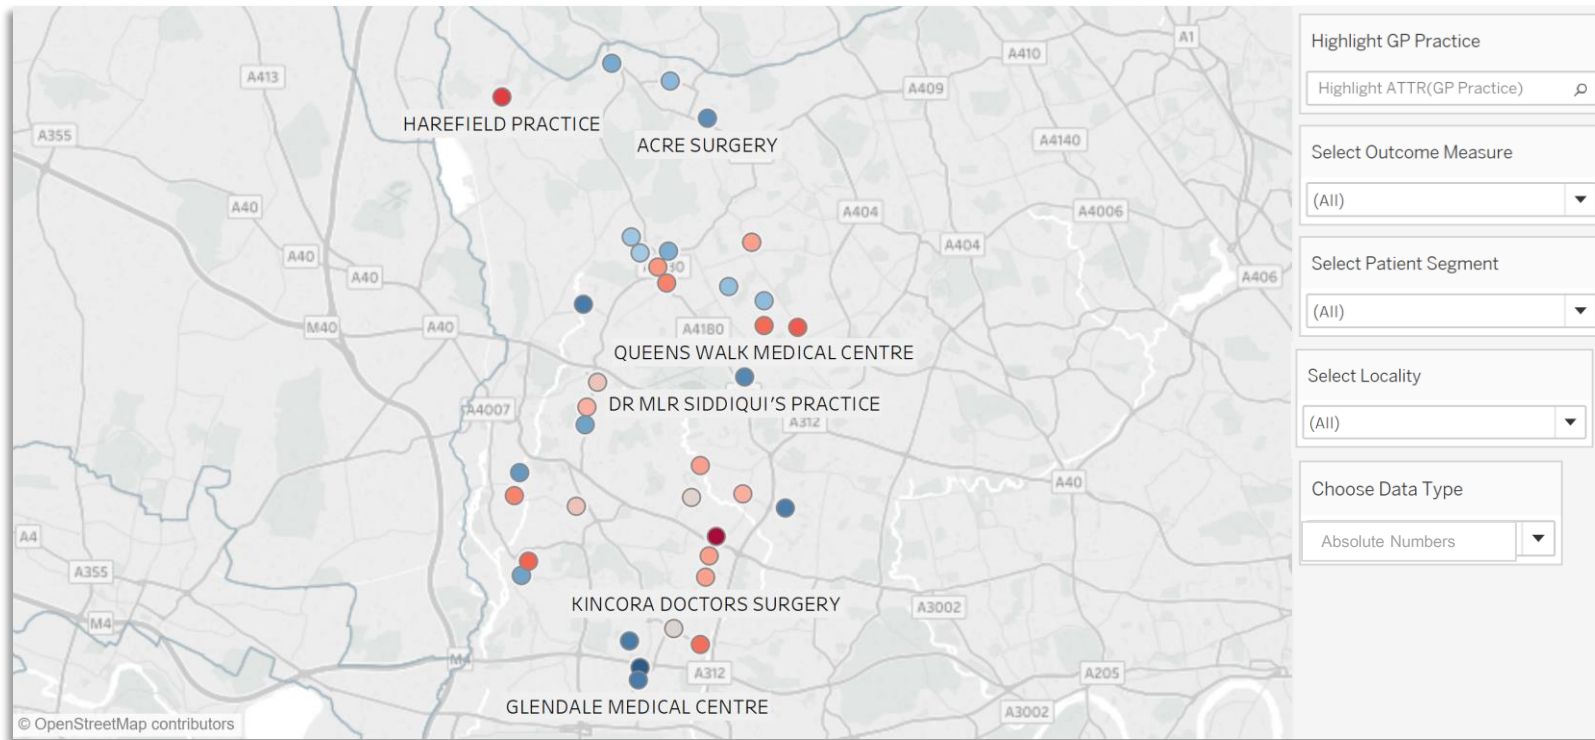 A1
A410
A413
A409
HAREFIELD PRACTICE
A355
ACRE SURGERY
A4140
A40
A404
A4006
A404
A40
A40
A406
M40
A40
A4180
QUEENS WALK MEDICAL CENTRE
DR MLR SIDDIQUI'S PRACTICE
A4007
A312
A40
A4
A355
KINCORA DOCTORS SURGERY
A3002
M4
M4
A312
A205
GLENDALE MEDICAL CENTRE
A3002
© OpenStreetMap contributors
Highlight GP Practice
Highlight ATTR(GP Practice)
Select Outcome Measure
(All)
Select Patient Segment
(All)
Select Locality
(All)
Choose Data Type
Absolute Numbers